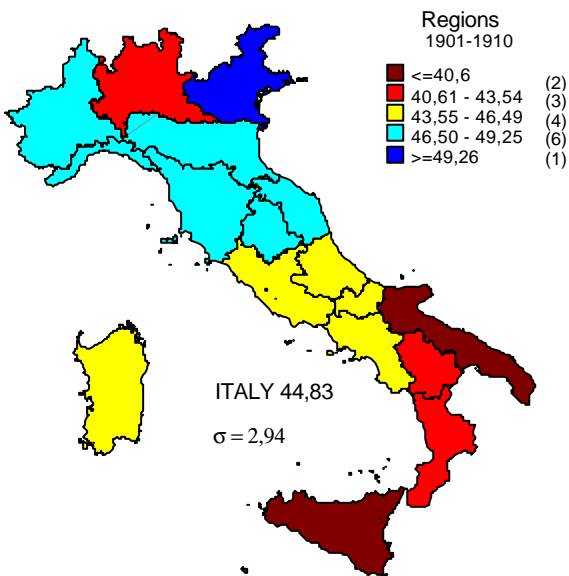 Regions
1901-1910
<=40,6 (2)
40,61 - 43,54 (3)
43,55 - 46,49 (4)
46,50 - 49,25 (6)
>=49,26 (1)
ITALY 44,83
σ = 2,94